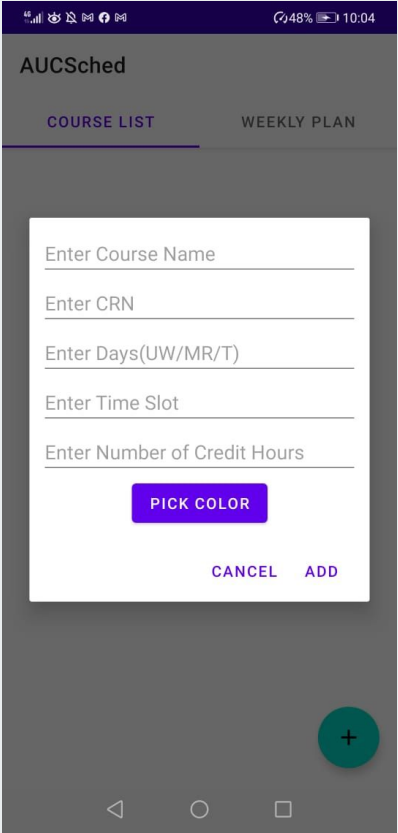 4G 48% 10:04
AUCSched
COURSE LIST WEEKLY PLAN
Enter Course Name
Enter CRN
Enter Days(UW/MR/T)
Enter Time Slot
Enter Number of Credit Hours
PICK COLOR
CANCEL ADD
+